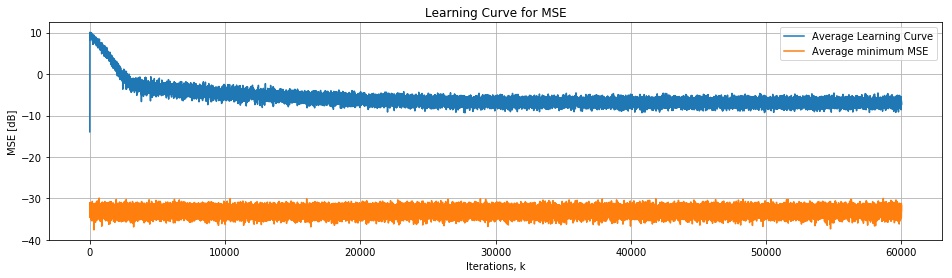 Learning Curve for MSE
Average Learning Curve
Average minimum MSE
MSE [dB]
10
0
−10
−20
−30
−40
0
10000
20000
30000
40000
50000
60000
Iterations, k